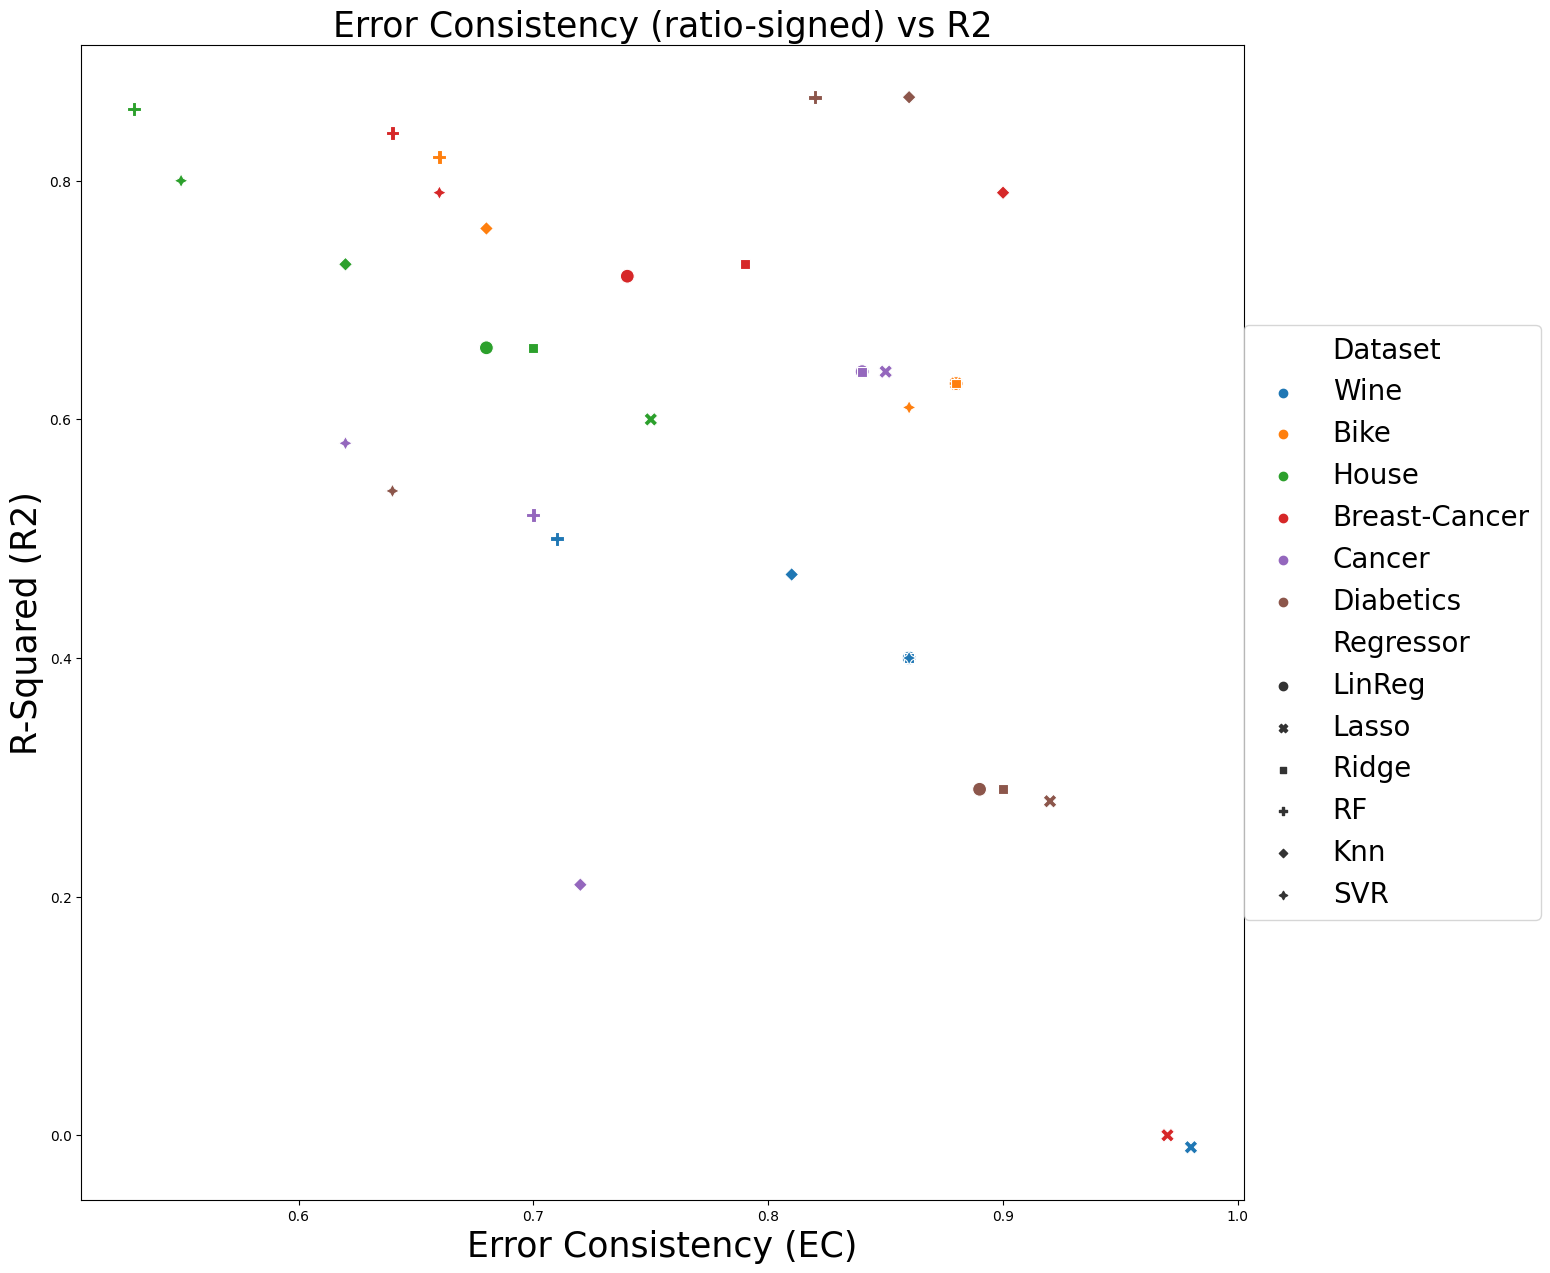 Error Consistency (ratio-signed) vs R2
R-Squared (R2)
0.8
0.6
0.4
0.2
0.0
0.6
0.7
0.8
0.9
1.0
Error Consistency (EC)
Dataset
Wine
Bike
House
Breast-Cancer
Cancer
Diabetics
Regressor
LinReg
Lasso
Ridge
RF
Knn
SVR